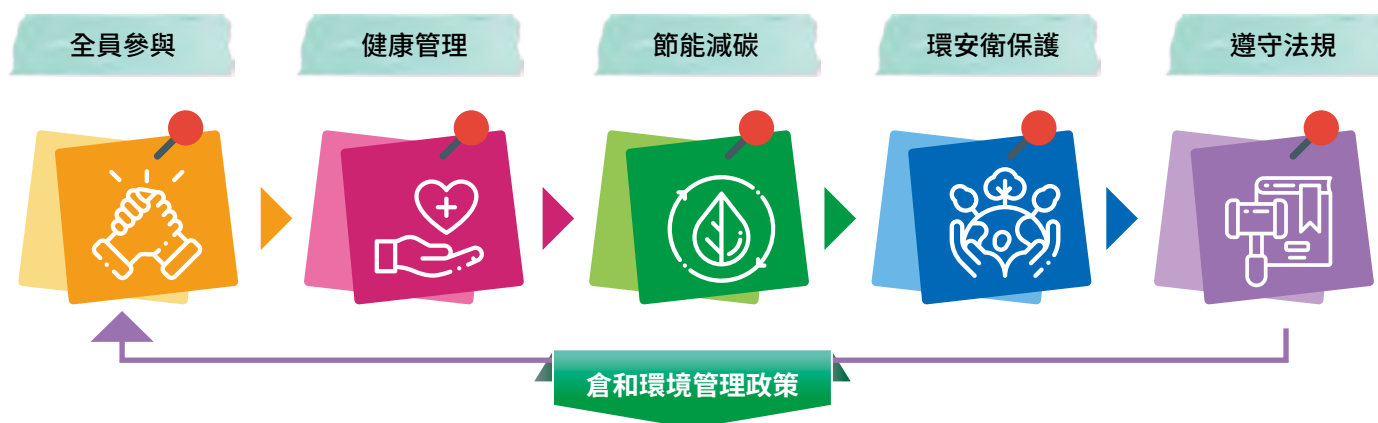 全員參與
健康管理
節能減碳
環安衛保護
遵守法規
倉和環境管理政策